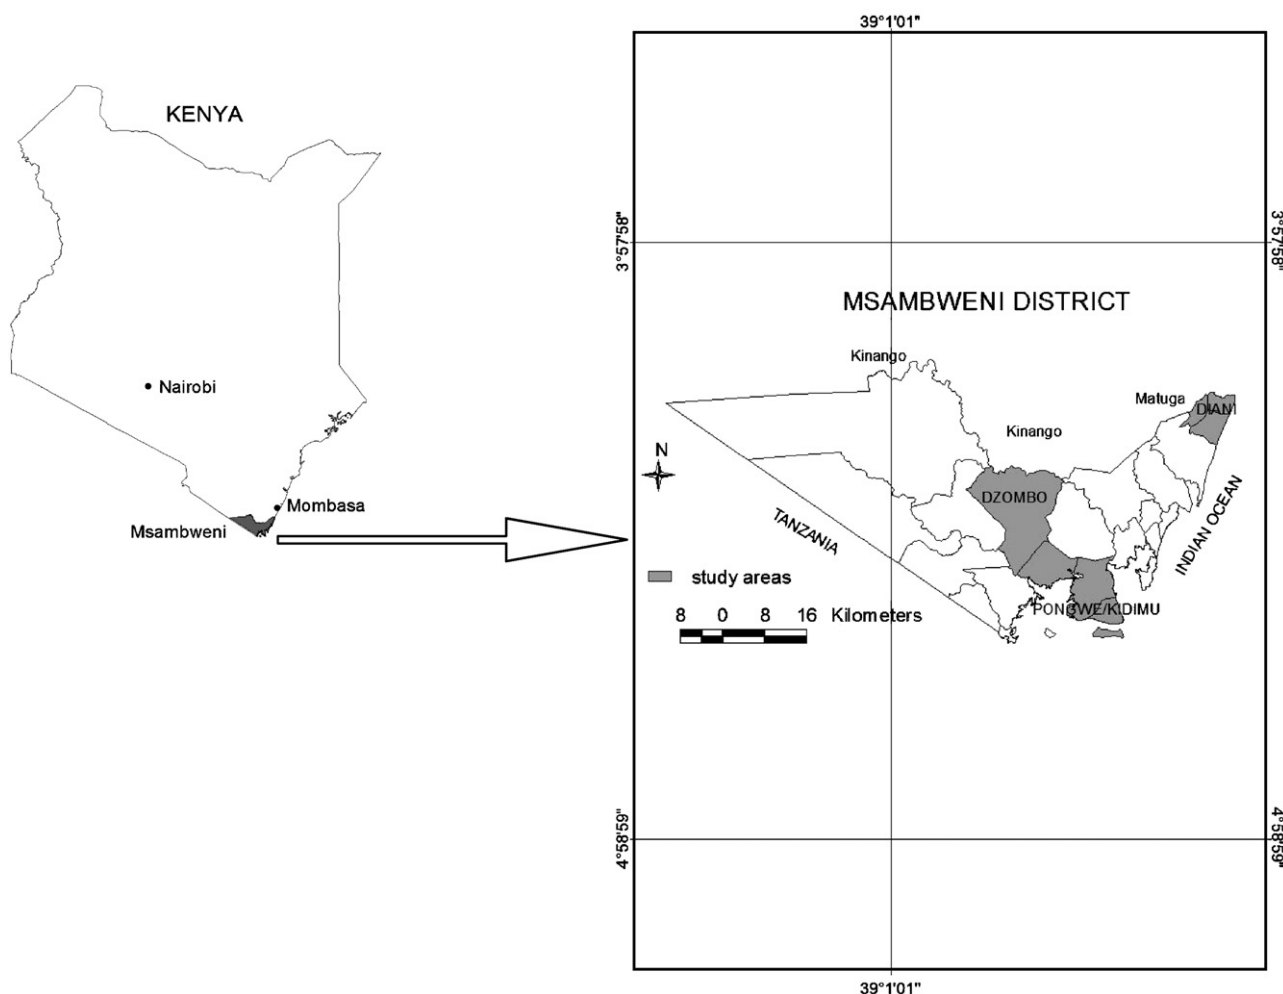 39°1'01"
KENYA
3°57'58"
3°57'58"
MSAMBWENI DISTRICT
Kinango
Nairobi
Matuga
DIANI
Kinango
N
DZOMBO
Mombasa
Msambweni
TANZANIA
INDIAN OCEAN
study areas
PONGWE/KIDIMU
8 0 8 16 Kilometers
4°58'59"
4°58'59"
39°1'01"